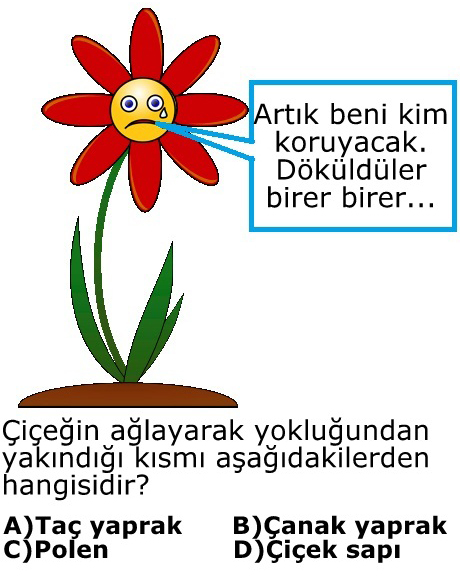 Artık beni kim
koruyacak.
Döküldüler
birer birer...
Çiçeğin ağlayarak yokluğundan
yakındığı kısmı aşağıdakilerden
hangisidir?
A)Taç yaprak B)Çanak yaprak
C)Polen D)Çiçek sapı